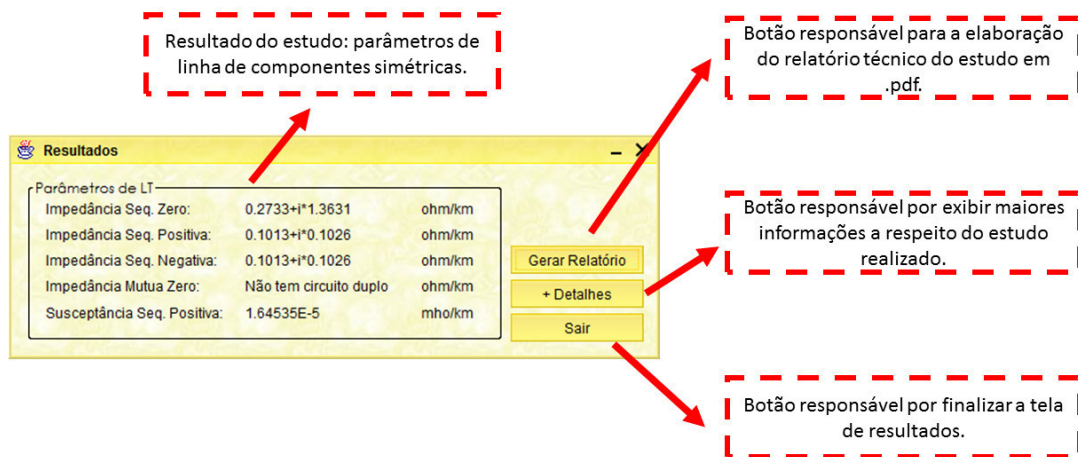 Resultado do estudo: parâmetros de
linha de componentes simétricas.
Botão responsável para a elaboração
do relatório técnico do estudo em
.pdf.
Resultados
Parâmetros de LT
Impedância Seq. Zero: 0.2733+i*1.3631 ohm/km
Impedância Seq. Positiva: 0.1013+i*0.1026 ohm/km
Impedância Seq. Negativa: 0.1013+i*0.1026 ohm/km
Impedância Mutua Zero: Não tem circuito duplo ohm/km
Susceptância Seq. Positiva: 1.64535E-5 mho/km
Gerar Relatório
+ Detalhes
Sair
Botão responsável por exibir maiores
informações a respeito do estudo
realizado.
Botão responsável por finalizar a tela
de resultados.